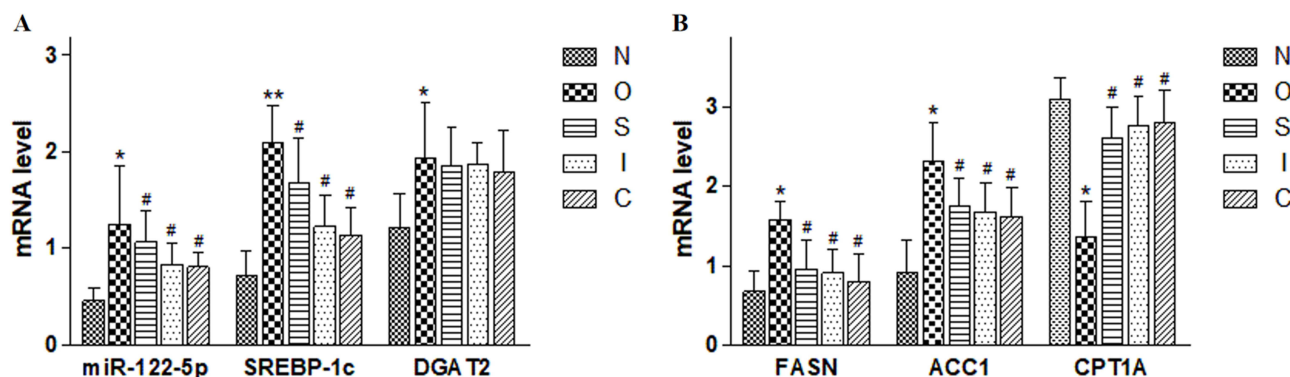 A
mRNA level
3
2
1
0
**
*
*
#
#
#
#
#
#
miR-122-5p SREBP-1c DGAT2
N
O
S
I
C
B
mRNA level
3
2
1
0
*
*
*
# # #
# # #
# # #
FASN ACC1 CPT1A
N
O
S
I
C